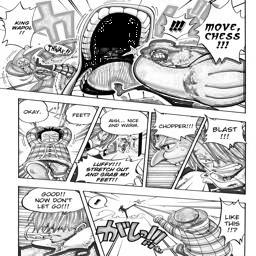 KING
WAPOL
!!
!!!
MOVE,
CHESS
!!!
OKAY.
FEET?
AHH... NICE
AND WARM.
CHOPPER!!!
BLAST
!!!
LUFFY!!!
STRETCH OUT
AND GRAB MY
FEET!!
GOOD!!
NOW DON'T
LET GO!!!
LIKE
THIS
!!?